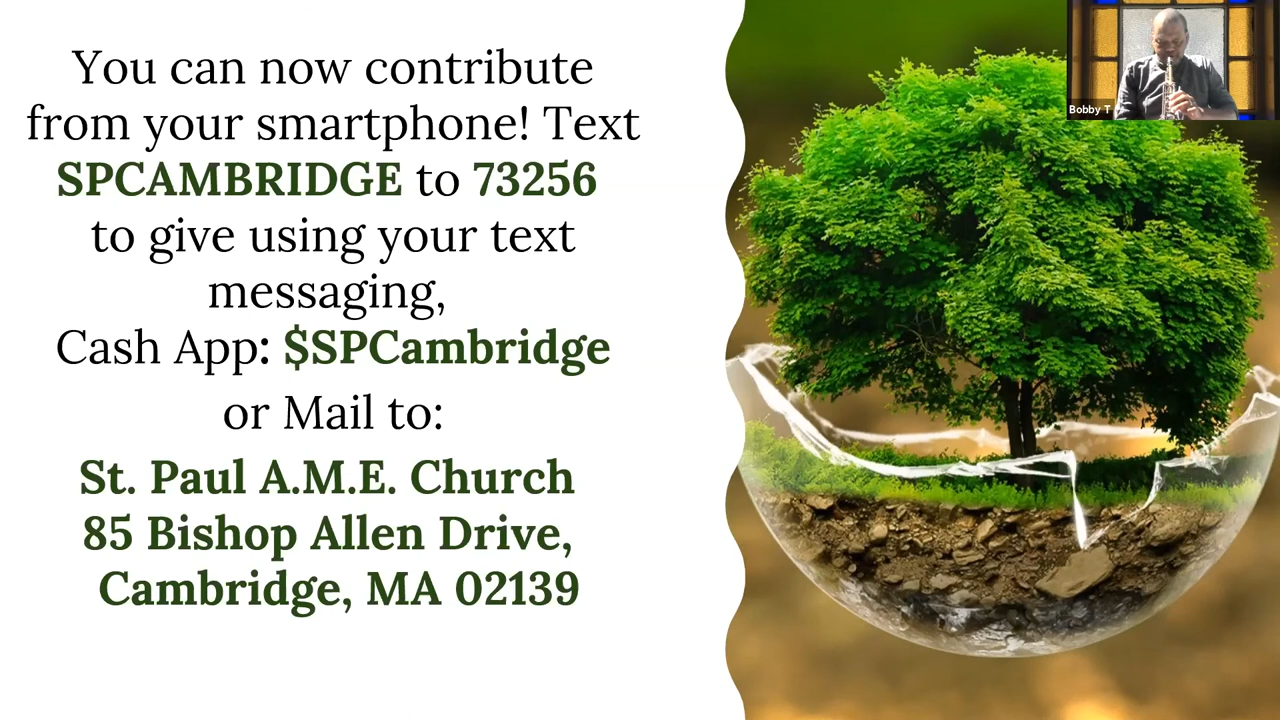 You can now contribute
from your smartphone! Text
SPCAMBRIDGE to 73256
to give using your text
messaging,
Cash App: $SPCambridge
or Mail to:
St. Paul A.M.E. Church
85 Bishop Allen Drive,
Cambridge, MA 02139
Bobby T